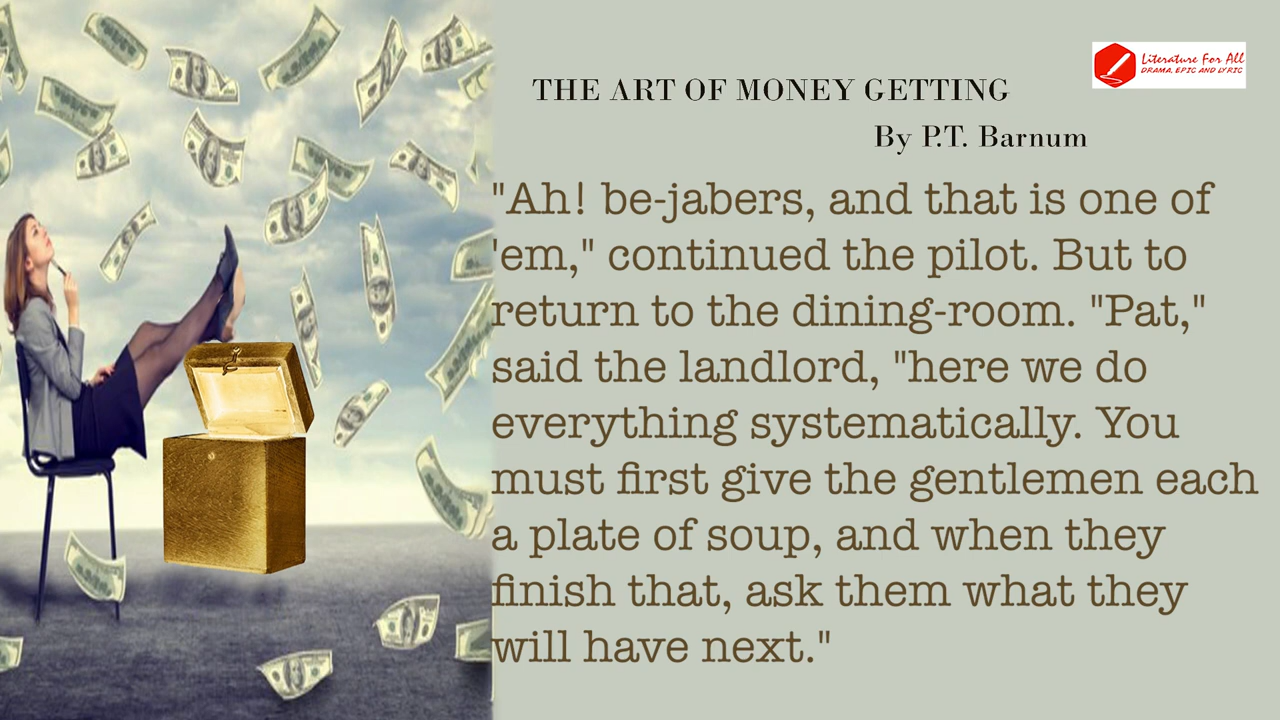 Literature For All
DRAMA, EPIC AND LYRIC
THE ART OF MONEY GETTING
By P.T. Barnum
"Ah! be-jabers, and that is one of
'em," continued the pilot. But to
return to the dining-room. "Pat,"
said the landlord, "here we do
everything systematically. You
must first give the gentlemen each
a plate of soup, and when they
finish that, ask them what they
will have next."